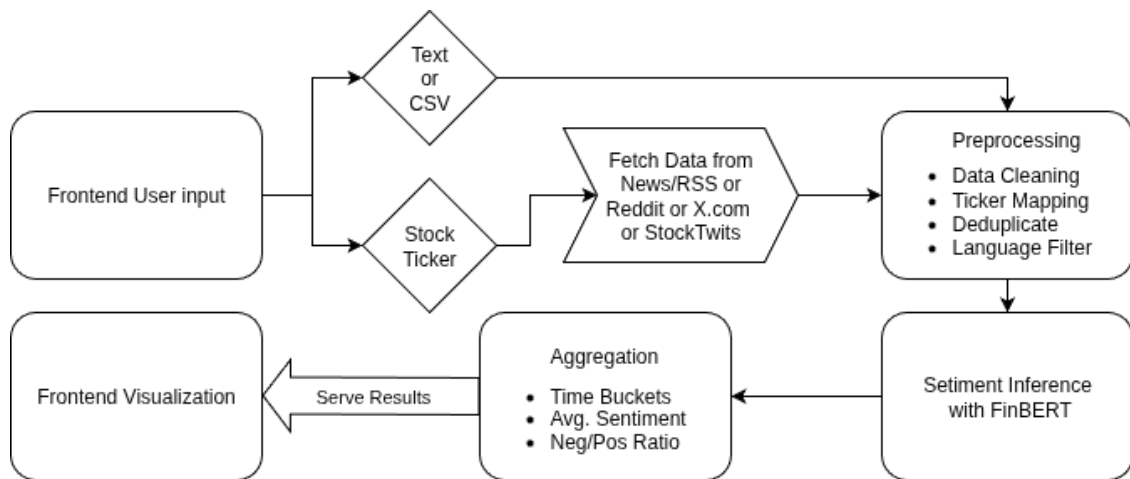 Text
or
CSV
Frontend User input
Stock
Ticker
Fetch Data from
News/RSS or
Reddit or X.com
or StockTwits
Preprocessing
• Data Cleaning
• Ticker Mapping
• Deduplicate
• Language Filter
Setiment Inference
with FinBERT
Aggregation
• Time Buckets
• Avg. Sentiment
• Neg/Pos Ratio
Serve Results
Frontend Visualization